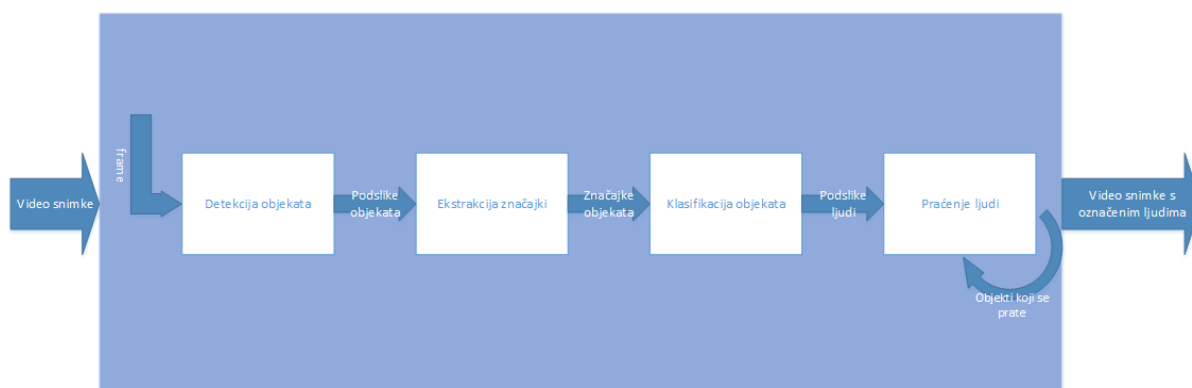 Video snimke
frame
Detekcija objekata
Podslike
objekata
Ekstrakcija značajki
Značajke
objekata
Klasifikacija objekata
Podslike
ljudi
Praćenje ljudi
Objekti koji se
prate
Video snimke s
označenim ljudima